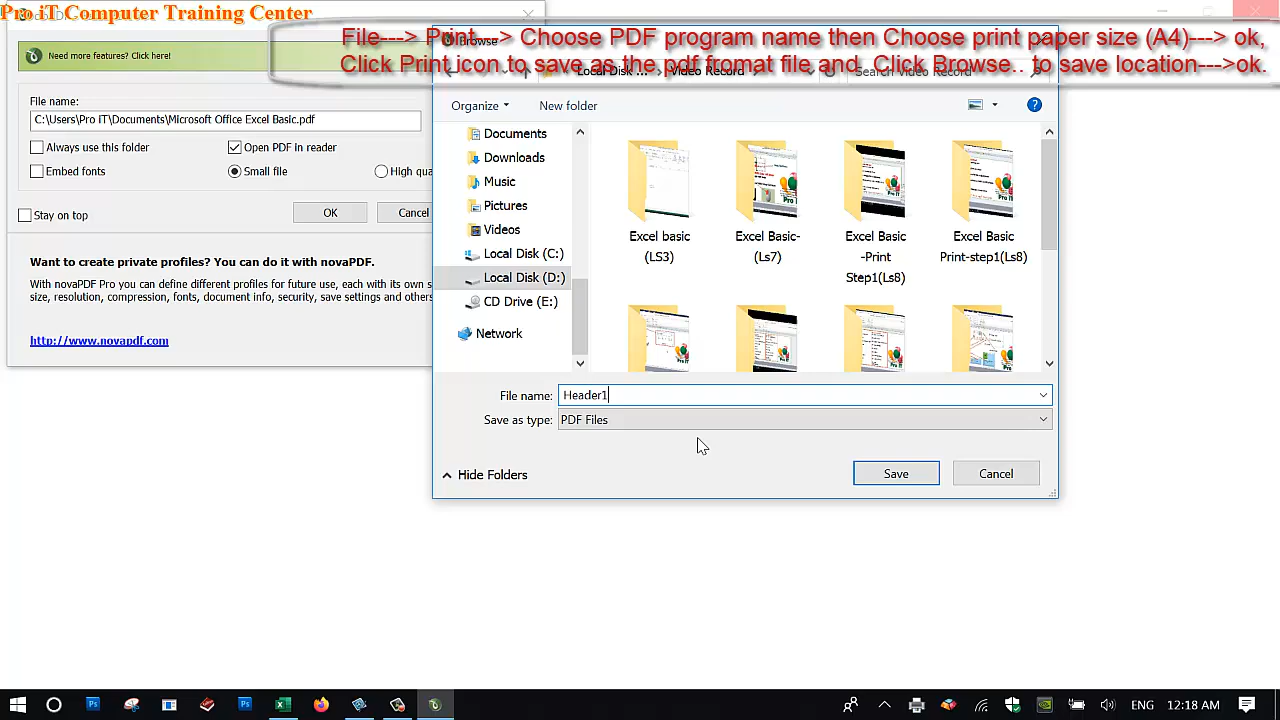 Pro iT Computer Training Center
File---> Print---> Choose PDF program name then Choose print paper size (A4)---> ok,
Click Print icon to save as the pdf fromat file and Click Browse.. to save location--->ok.
Need more features? Click here!
File name:
C:\Users\Pro iT\Documents\Microsoft Office Excel Basic.pdf
Always use this folder
Open PDF in reader
Embed fonts
Small file
High qua
Stay on top
OK
Cancel
Want to create private profiles? You can do it with novaPDF.
With novaPDF Pro you can define different profiles for future use, each with its own s
size, resolution, compression, fonts, document info, security, save settings and others
http://www.novapdf.com
Browse
Local Disk ...
Video Record
Search Video Record
Organize
New folder
Documents
Downloads
Music
Pictures
Videos
Local Disk (C:)
Local Disk (D:)
CD Drive (E:)
Network
Excel basic
(LS3)
Excel Basic-
(Ls7)
Excel Basic
-Print
Step1(Ls8)
Excel Basic
Print-step1(Ls8)
File name:
Header1
Save as type:
PDF Files
Hide Folders
Save
Cancel
ENG
12:18 AM